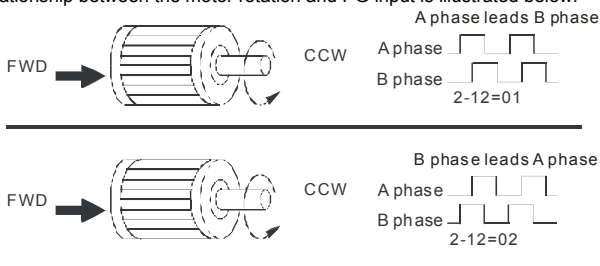 between the motor rotation and PG input is illustrated below:
A phase leads B phase
FWD
CCW
A phase
B phase
2-12=01
B phase leads A phase
FWD
CCW
A phase
B phase
2-12=02